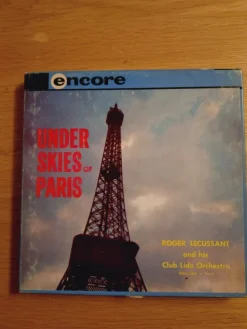 encore
UNDER
SKIES OF
PARIS
ROGER LECUSSANT
and his
Club Lido Orchestra